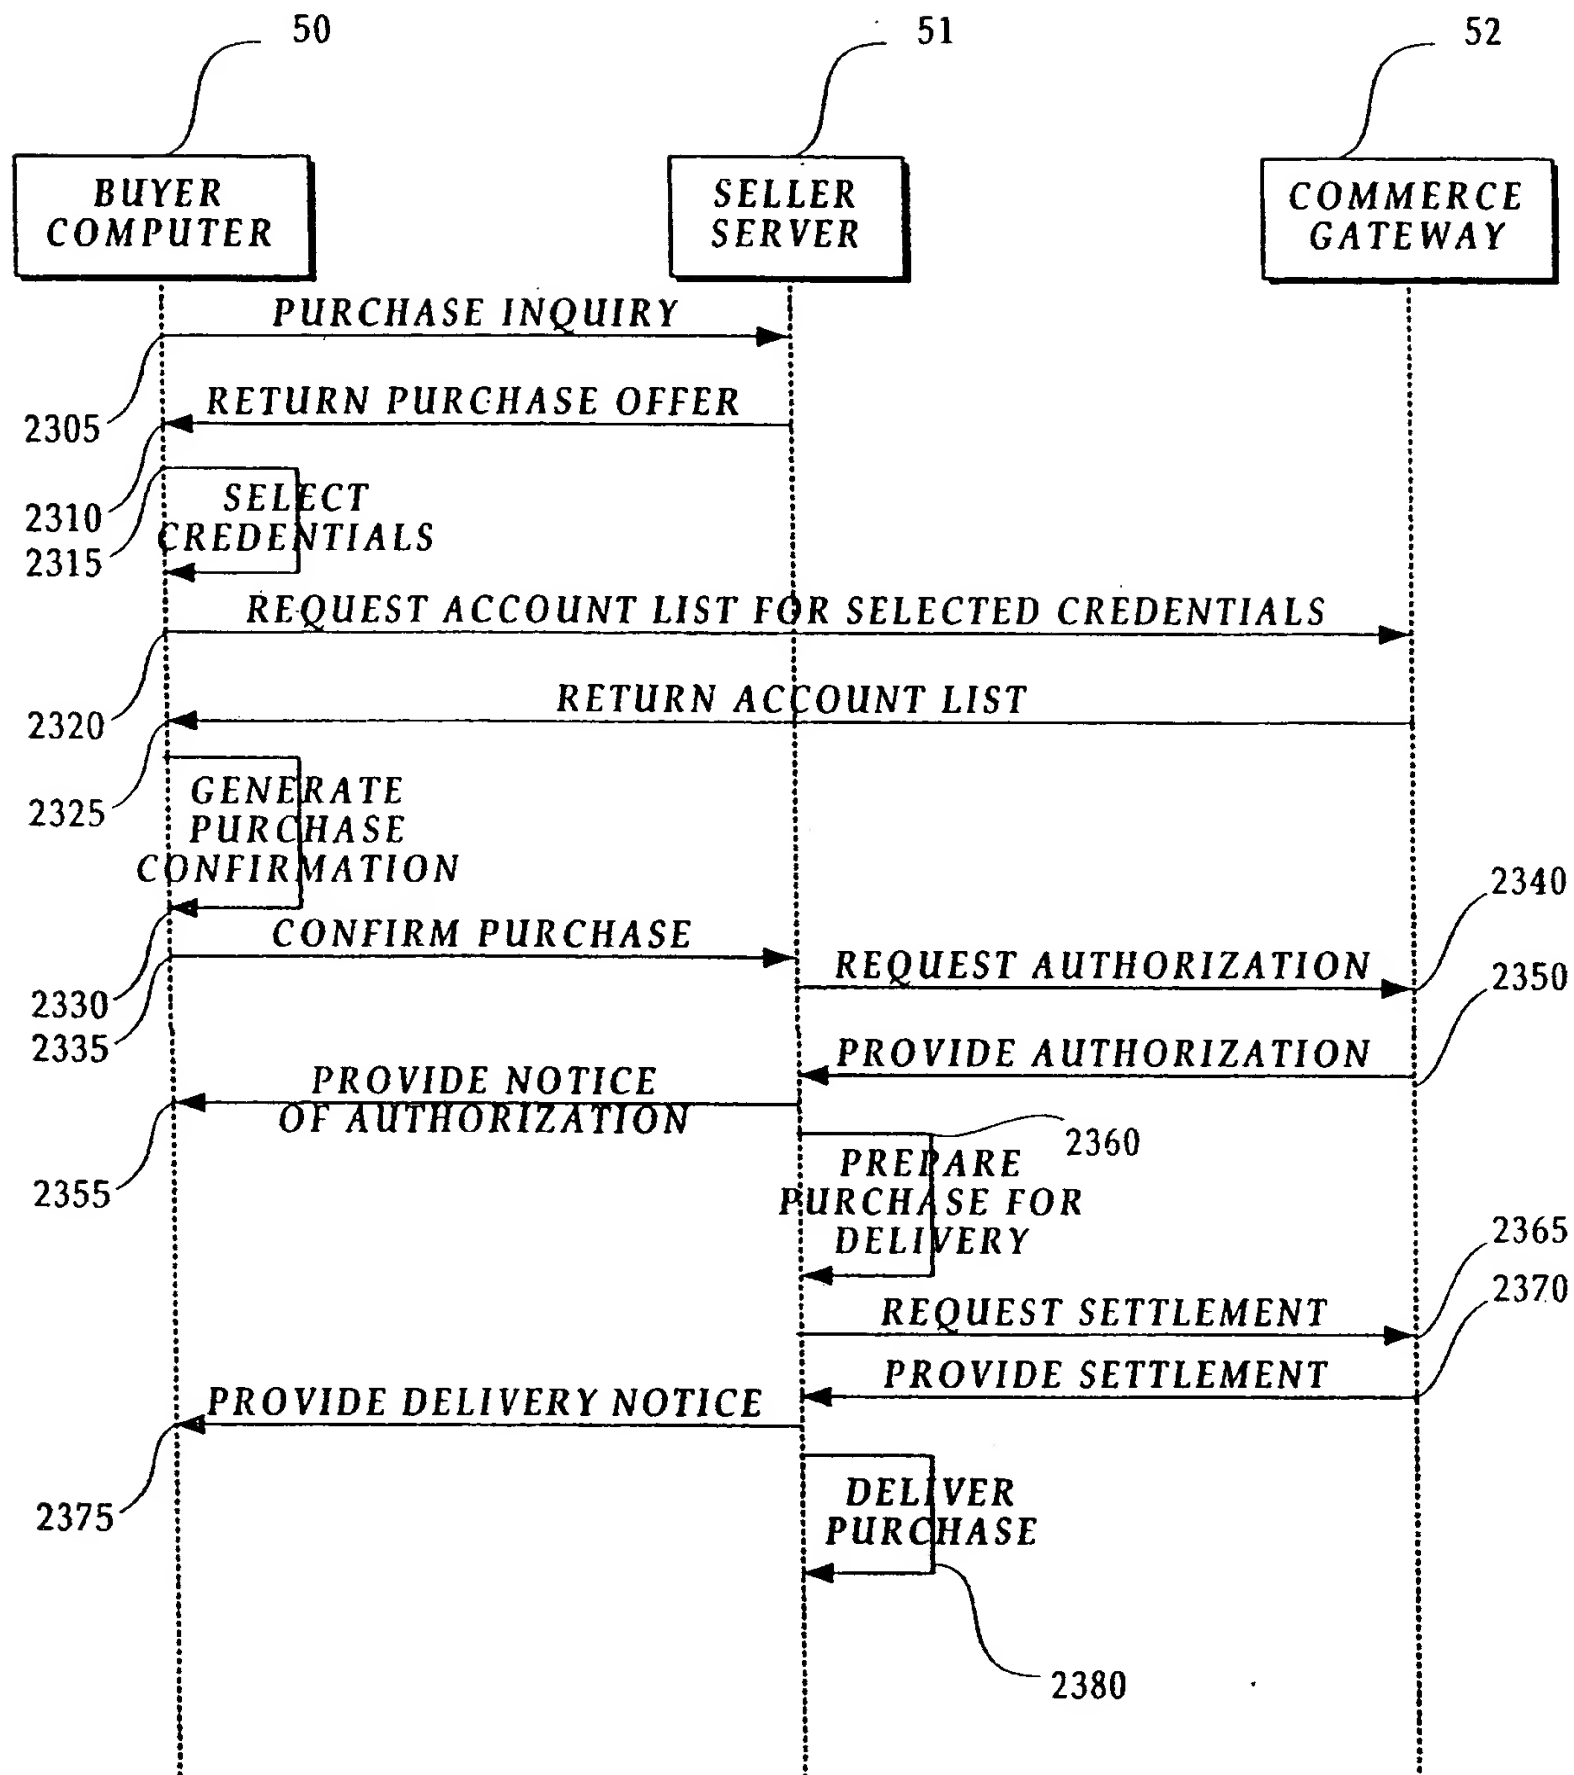 50
51
52
BUYER
COMPUTER
SELLER
SERVER
COMMERCE
GATEWAY
PURCHASE INQUIRY
2305
RETURN PURCHASE OFFER
2310
SELECT
CREDENTIALS
2315
REQUEST ACCOUNT LIST FOR SELECTED CREDENTIALS
2320
RETURN ACCOUNT LIST
2325
GENERATE
PURCHASE
CONFIRMATION
2330
CONFIRM PURCHASE
2335
REQUEST AUTHORIZATION
2340
PROVIDE AUTHORIZATION
2350
PROVIDE NOTICE
OF AUTHORIZATION
2355
PREPARE
PURCHASE FOR
DELIVERY
2360
REQUEST SETTLEMENT
2365
PROVIDE SETTLEMENT
2370
PROVIDE DELIVERY NOTICE
2375
DELIVER
PURCHASE
2380